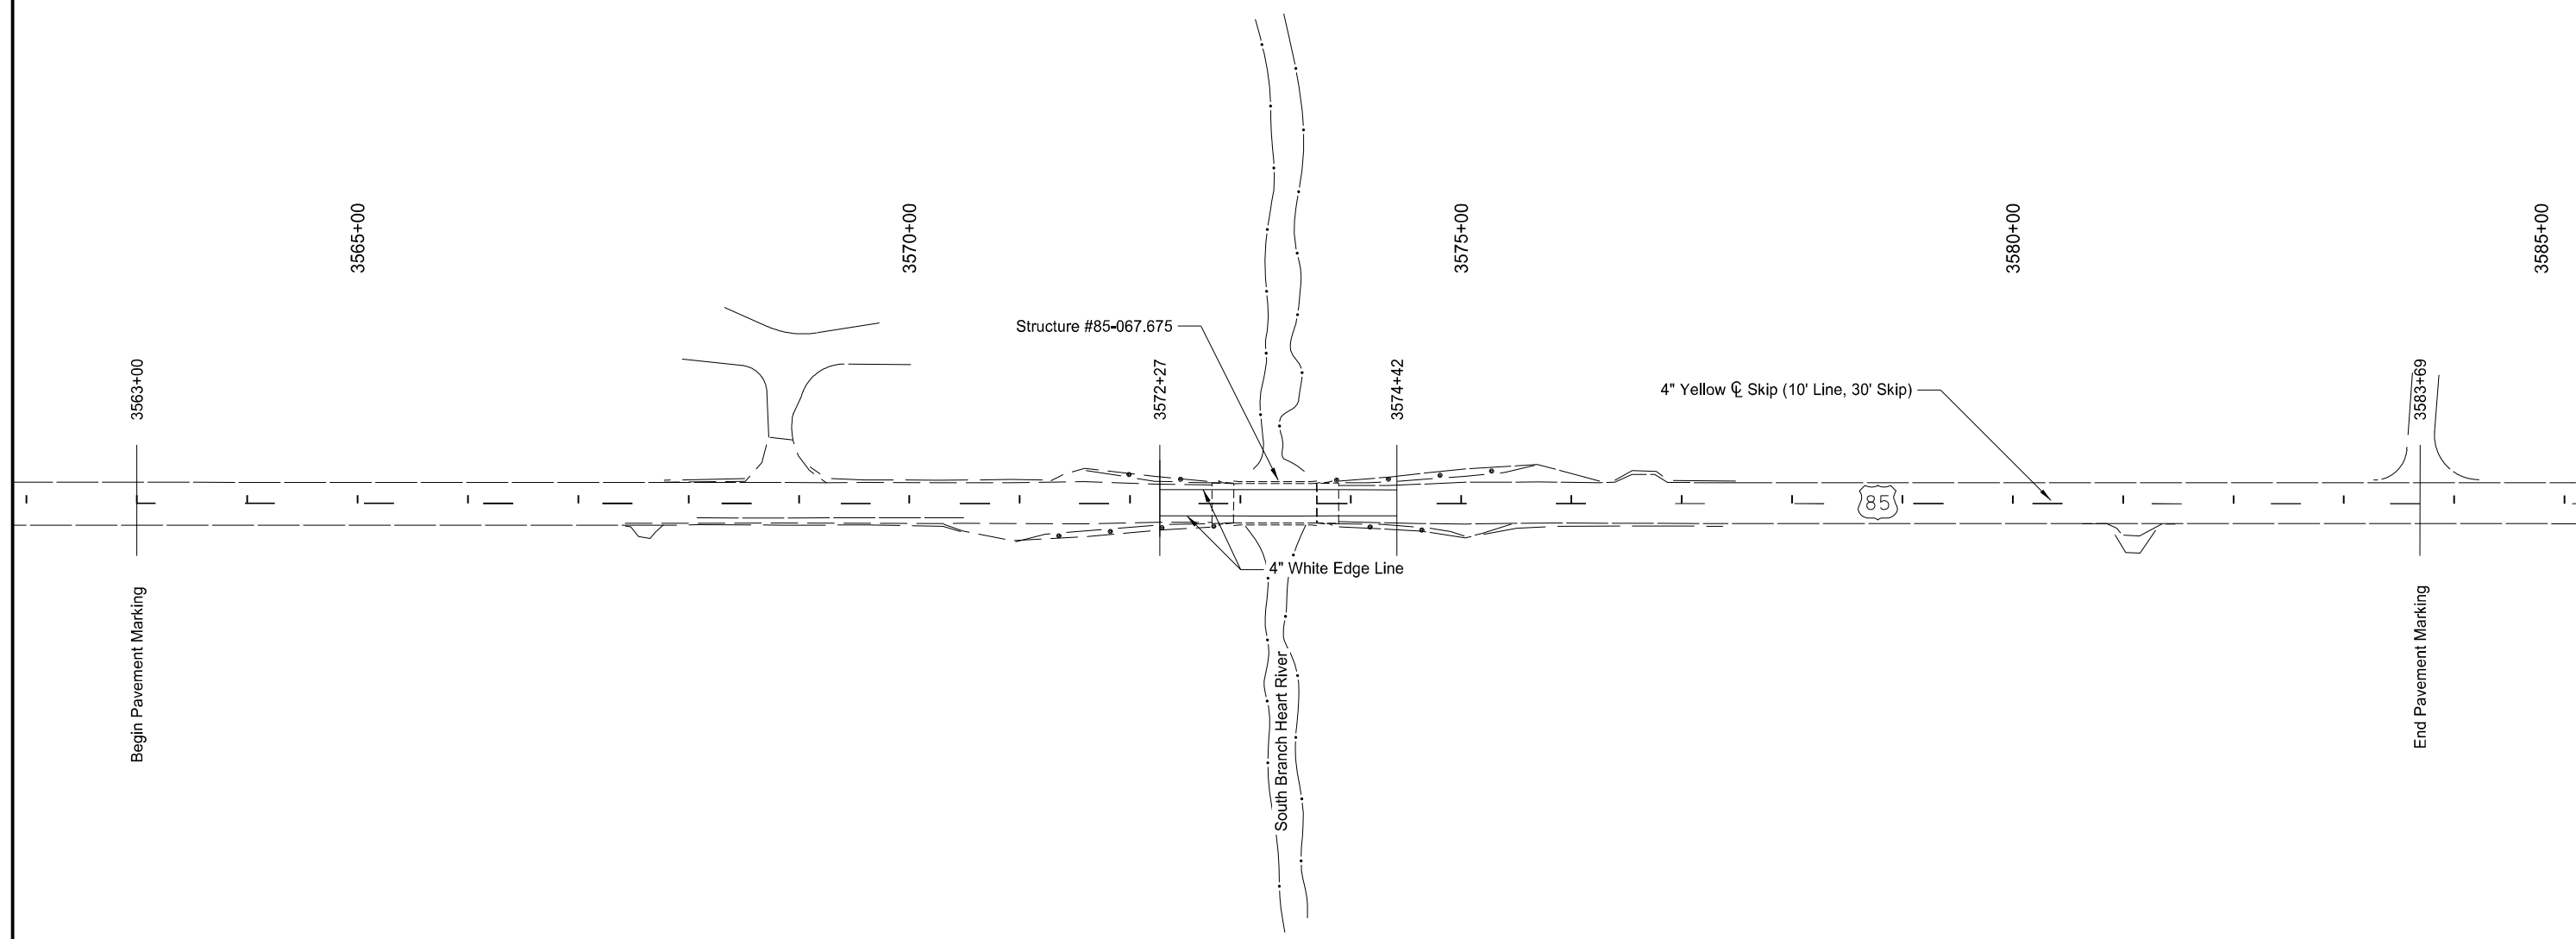 3565+00
3570+00
3575+00
3580+00
3585+00
Structure #85-067.675
3563+00
3572+27
3574+42
4" Yellow ℄ Skip (10' Line, 30' Skip)
3583+69
85
4" White Edge Line
Begin Pavement Marking
South Branch Heart River
End Pavement Marking